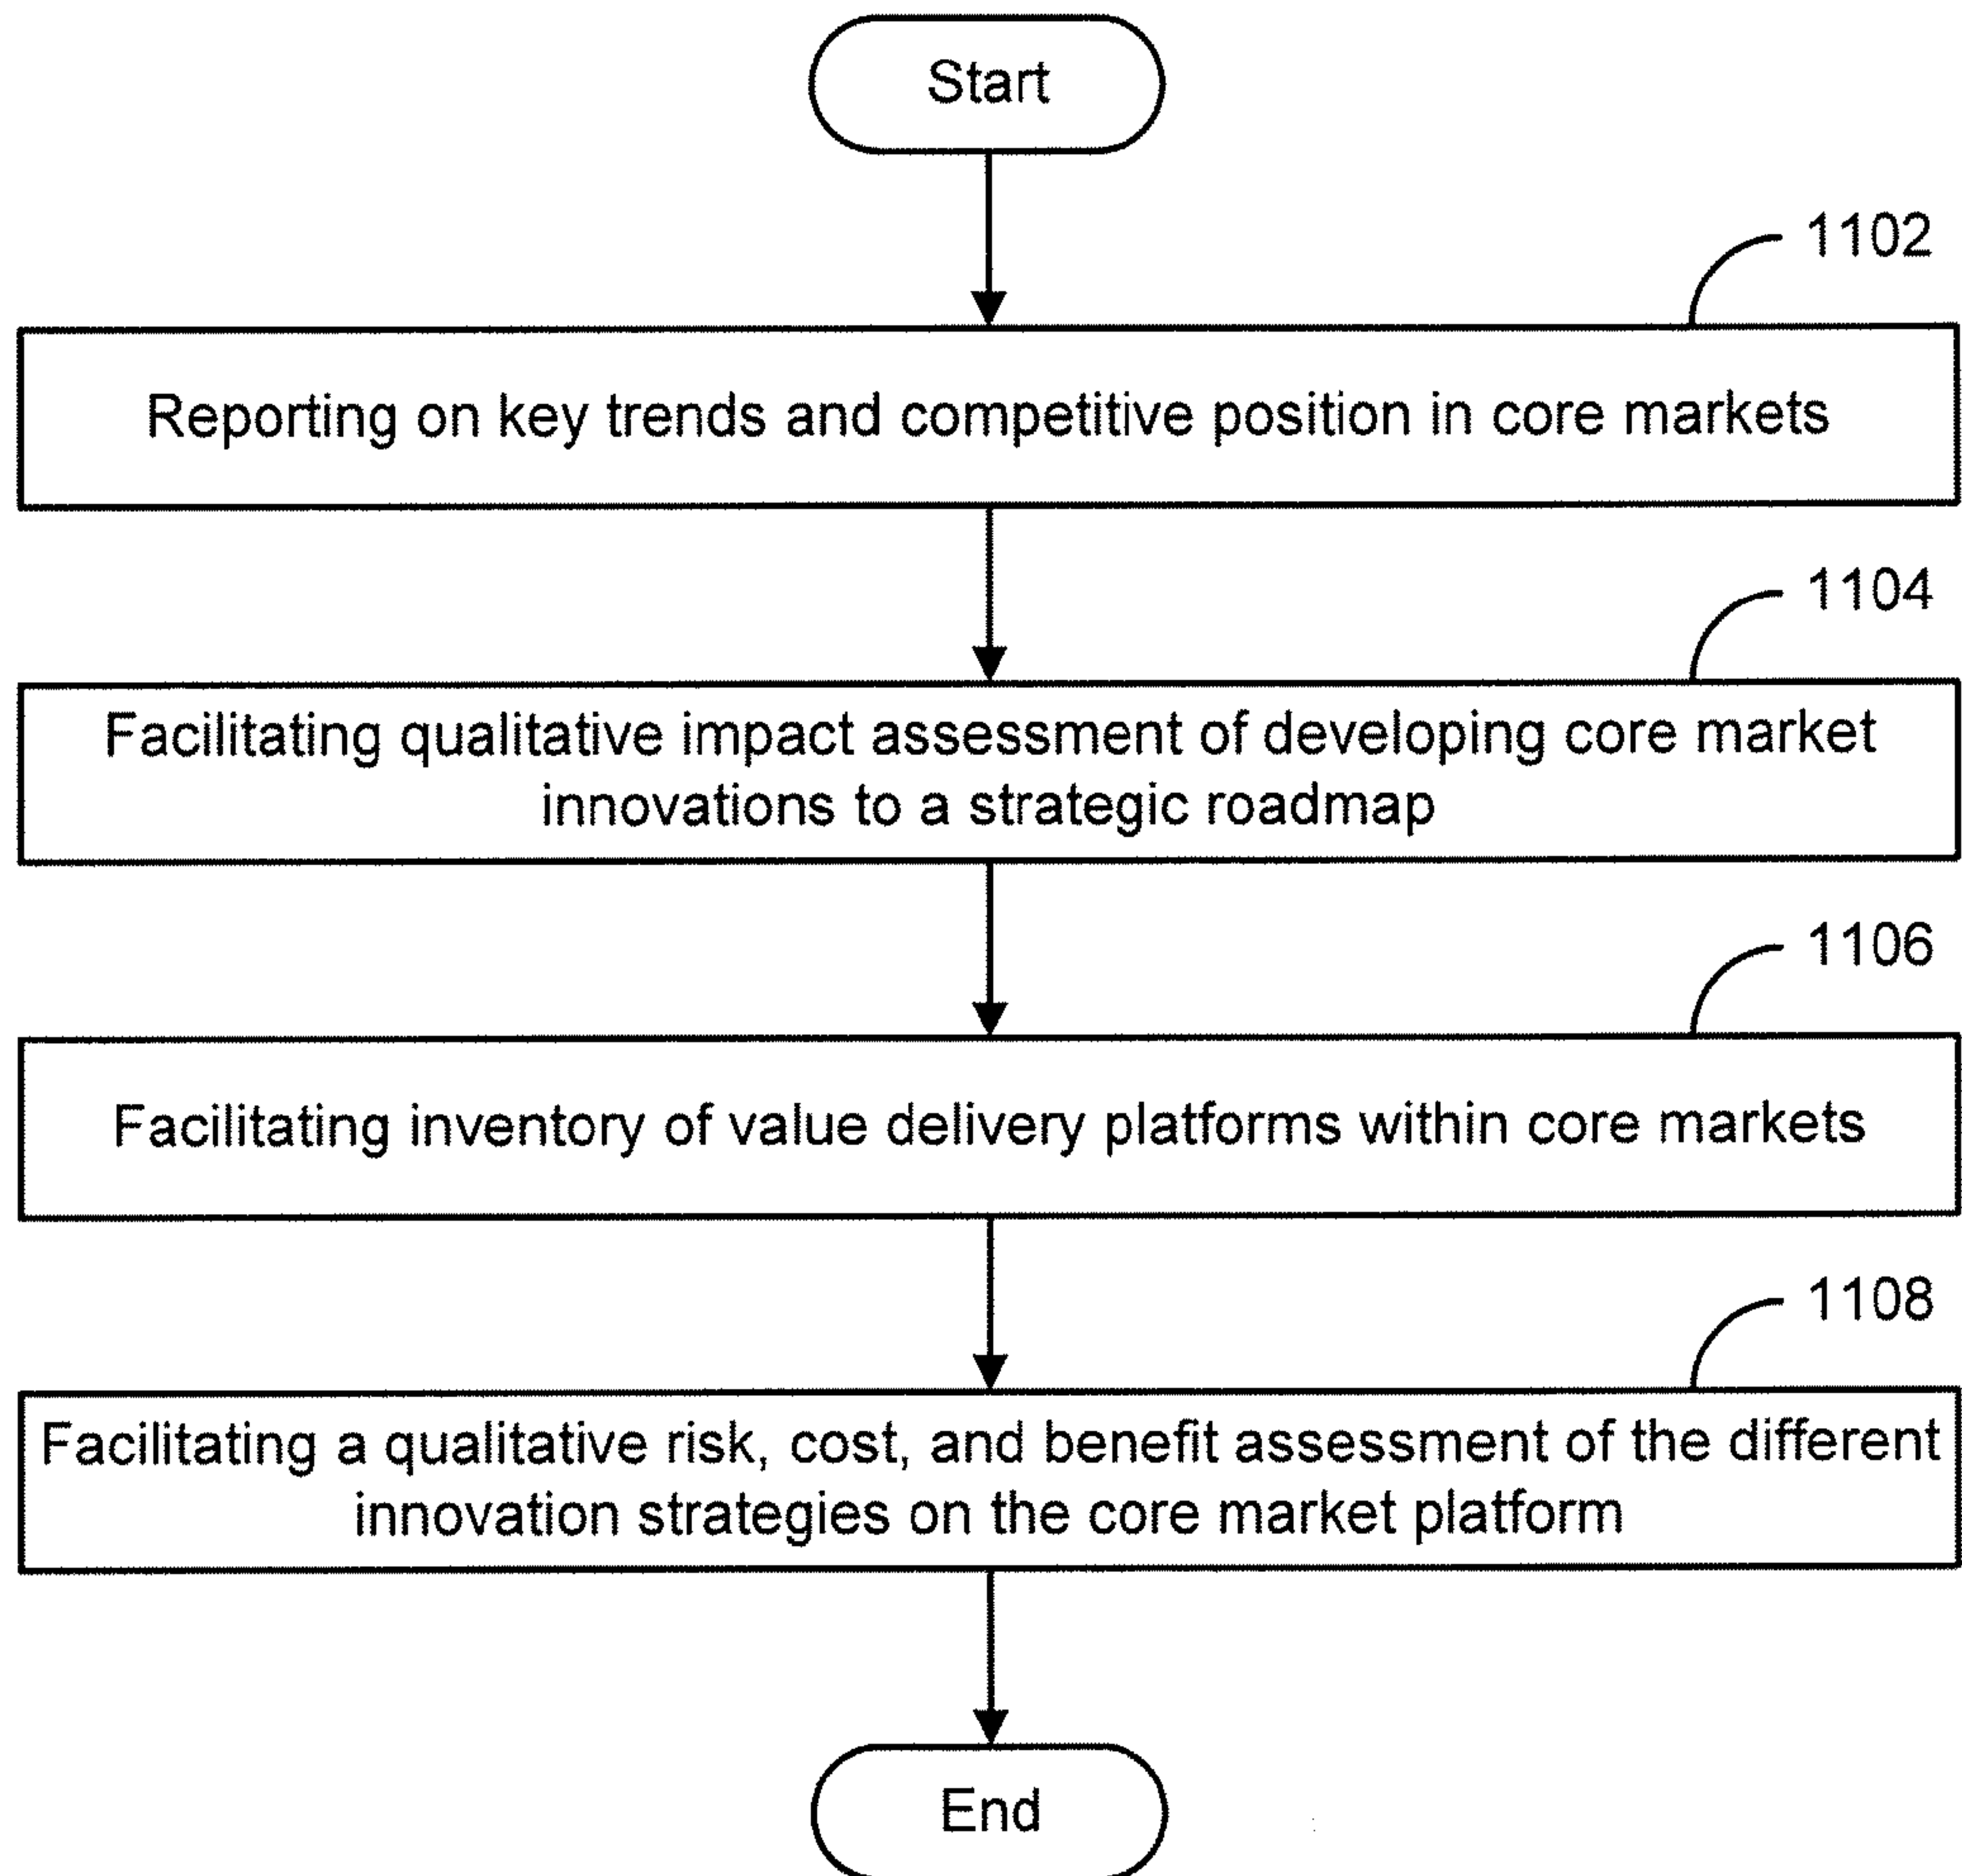 Start
1102
Reporting on key trends and competitive position in core markets
1104
Facilitating qualitative impact assessment of developing core market
innovations to a strategic roadmap
1106
Facilitating inventory of value delivery platforms within core markets
1108
Facilitating a qualitative risk, cost, and benefit assessment of the different
innovation strategies on the core market platform
End